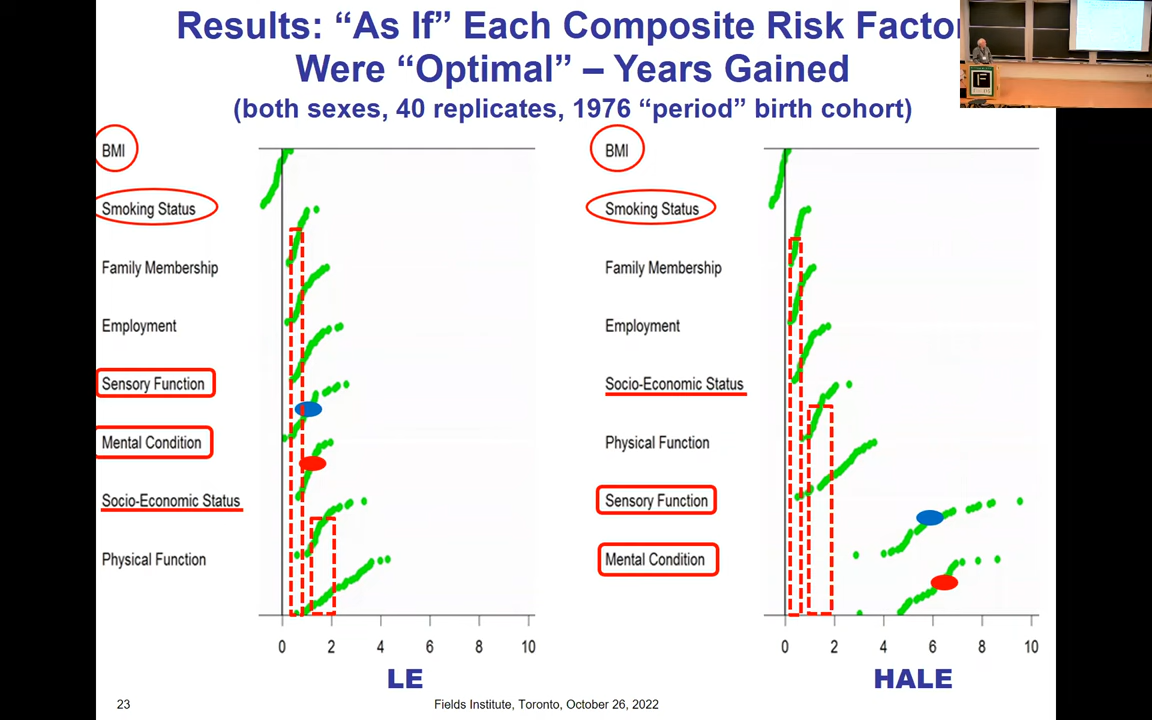 Results: “As If” Each Composite Risk Factor
Were “Optimal” – Years Gained
(both sexes, 40 replicates, 1976 “period” birth cohort)
BMI
Smoking Status
Family Membership
Employment
Sensory Function
Mental Condition
Socio-Economic Status
Physical Function
0 2 4 6 8 10
LE
BMI
Smoking Status
Family Membership
Employment
Socio-Economic Status
Physical Function
Sensory Function
Mental Condition
0 2 4 6 8 10
HALE
23
Fields Institute, Toronto, October 26, 2022